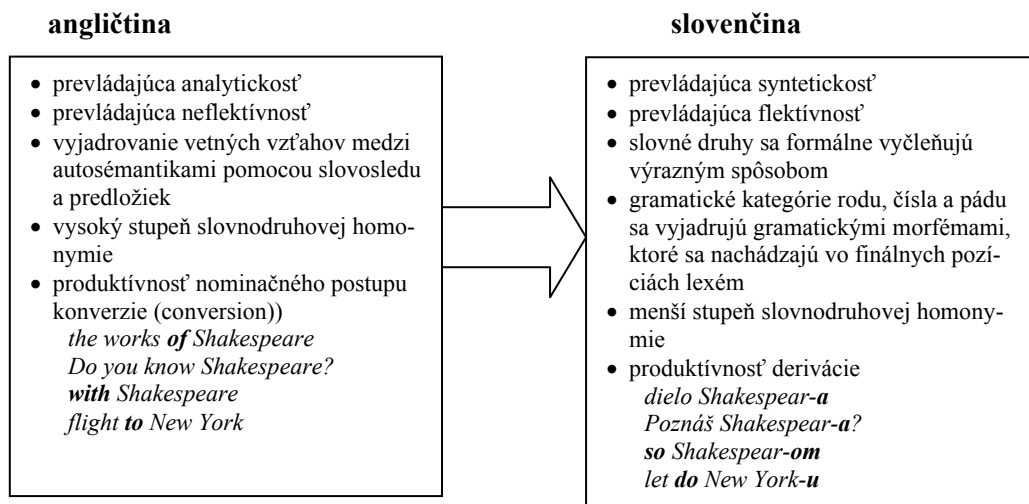 angličtina
prevládajúca analytickosť
prevládajúca neflektívnosť
vyjadrovanie vetných vzťahov medzi
autosémantikami pomocou slovosledu
a predložiek
vysoký stupeň slovnodruhovej homo-
nymie
produktívnosť nominačného postupu
konverzie (conversion))
the works of Shakespeare
Do you know Shakespeare?
with Shakespeare
flight to New York
slovenčina
prevládajúca syntetickosť
prevládajúca flektívnosť
slovné druhy sa formálne vyčleňujú
výrazným spôsobom
gramatické kategórie rodu, čísla a pádu
sa vyjadrujú gramatickými morfémami,
ktoré sa nachádzajú vo finálnych pozí-
ciách lexém
menší stupeň slovnodruhovej homony-
mie
produktívnosť derivácie
dielo Shakespear-a
Poznáš Shakespear-a?
so Shakespear-om
let do New York-u